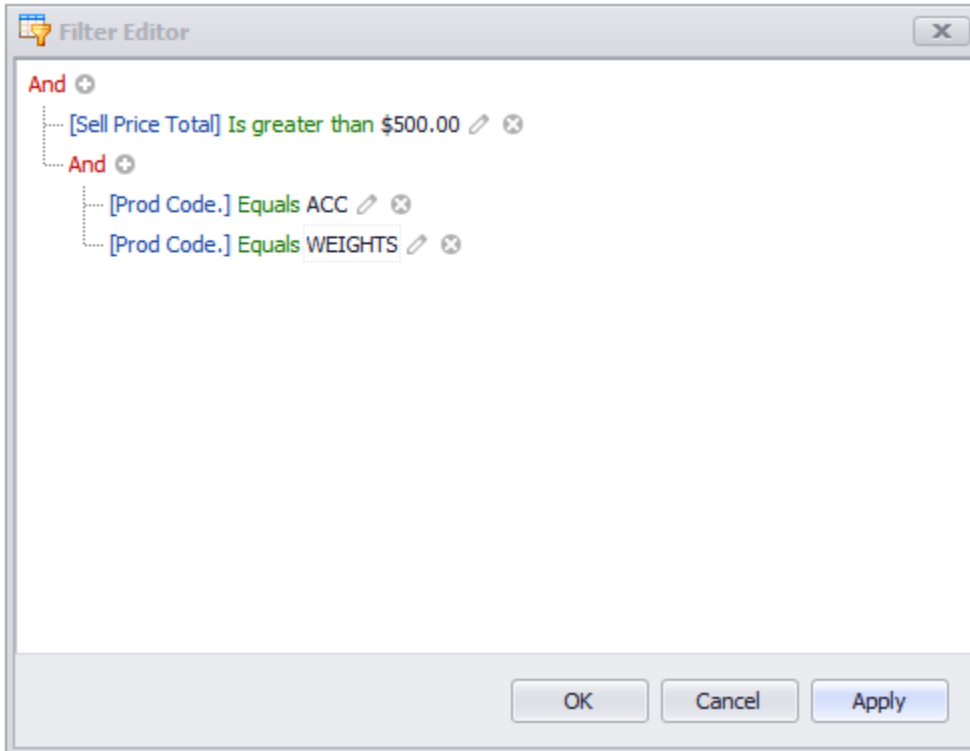 Filter Editor
And
[Sell Price Total] Is greater than $500.00
And
[Prod Code.] Equals ACC
[Prod Code.] Equals WEIGHTS
OK Cancel Apply